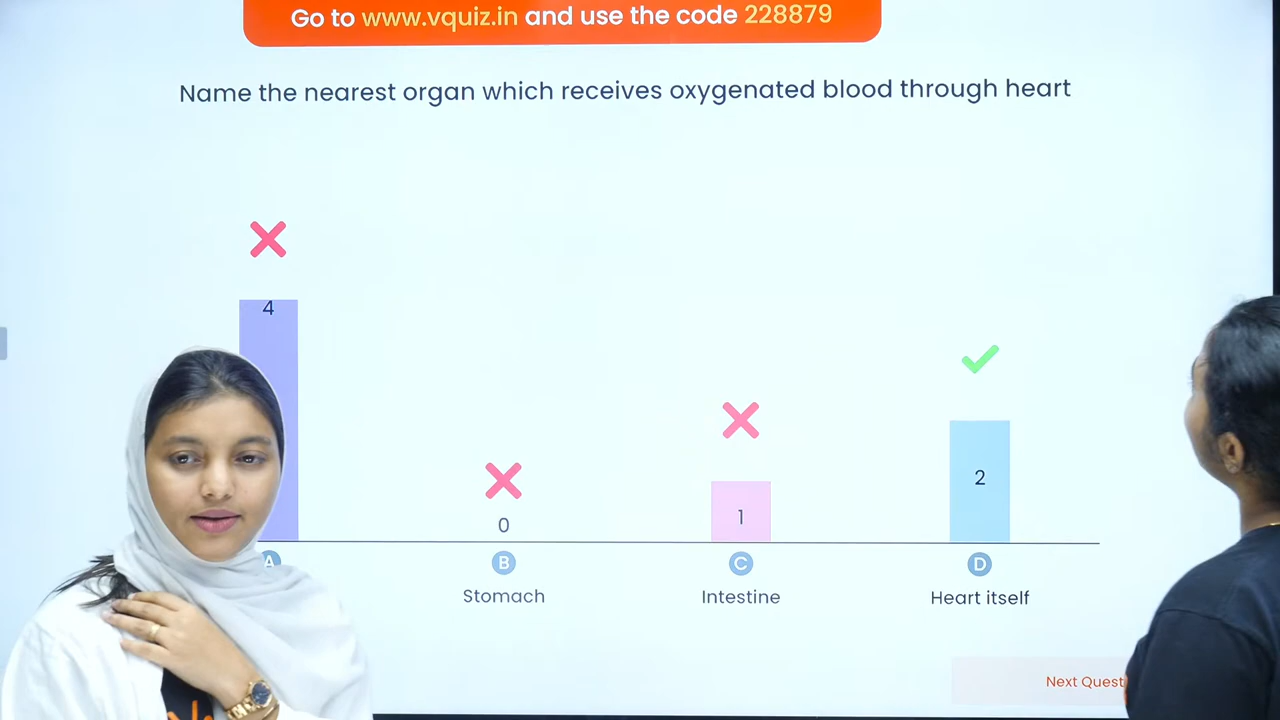 Go to www.vquiz.in and use the code 228879
Name the nearest organ which receives oxygenated blood through heart
4
0
1
2
A
B
C
D
Stomach
Intestine
Heart itself
Next